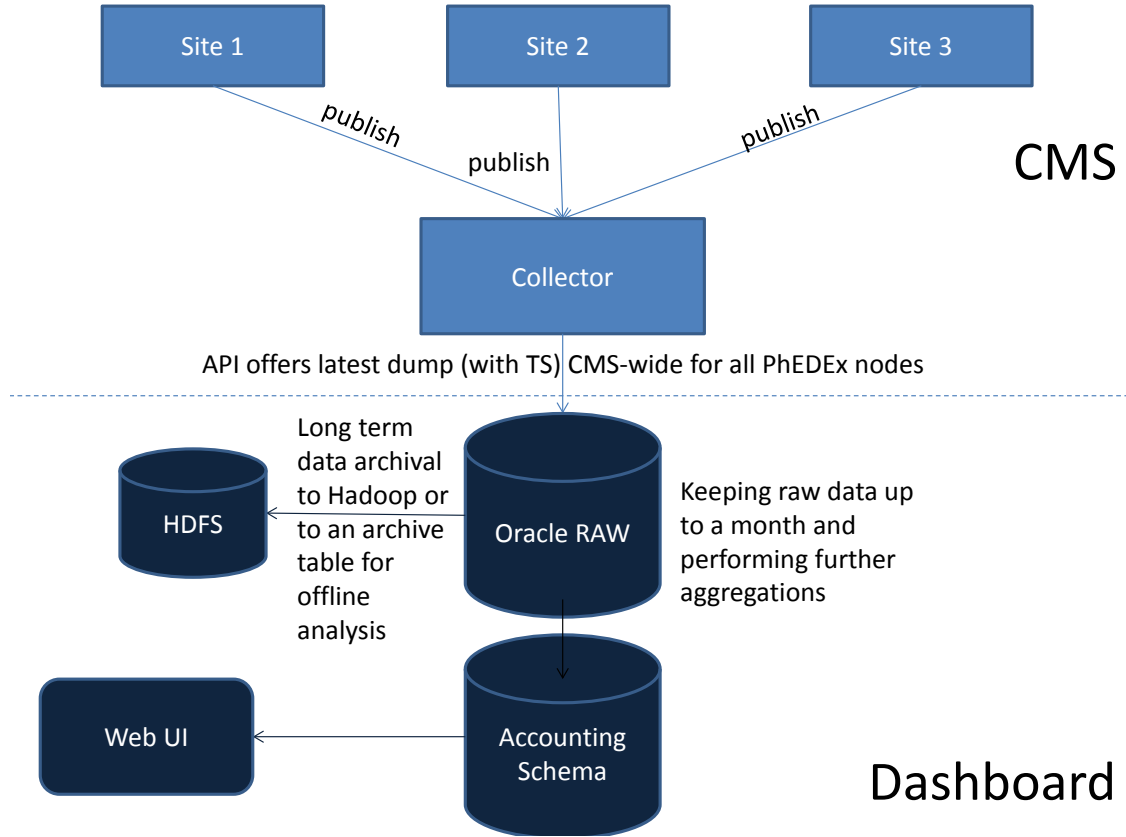 Site 1
Site 2
Site 3
publish
publish
publish
CMS
Collector
API offers latest dump (with TS) CMS-wide for all PhEDEx nodes
Long term
data archival
to Hadoop or
to an archive
table for
offline
analysis
HDFS
Oracle RAW
Keeping raw data up
to a month and
performing further
aggregations
Web UI
Accounting
Schema
Dashboard